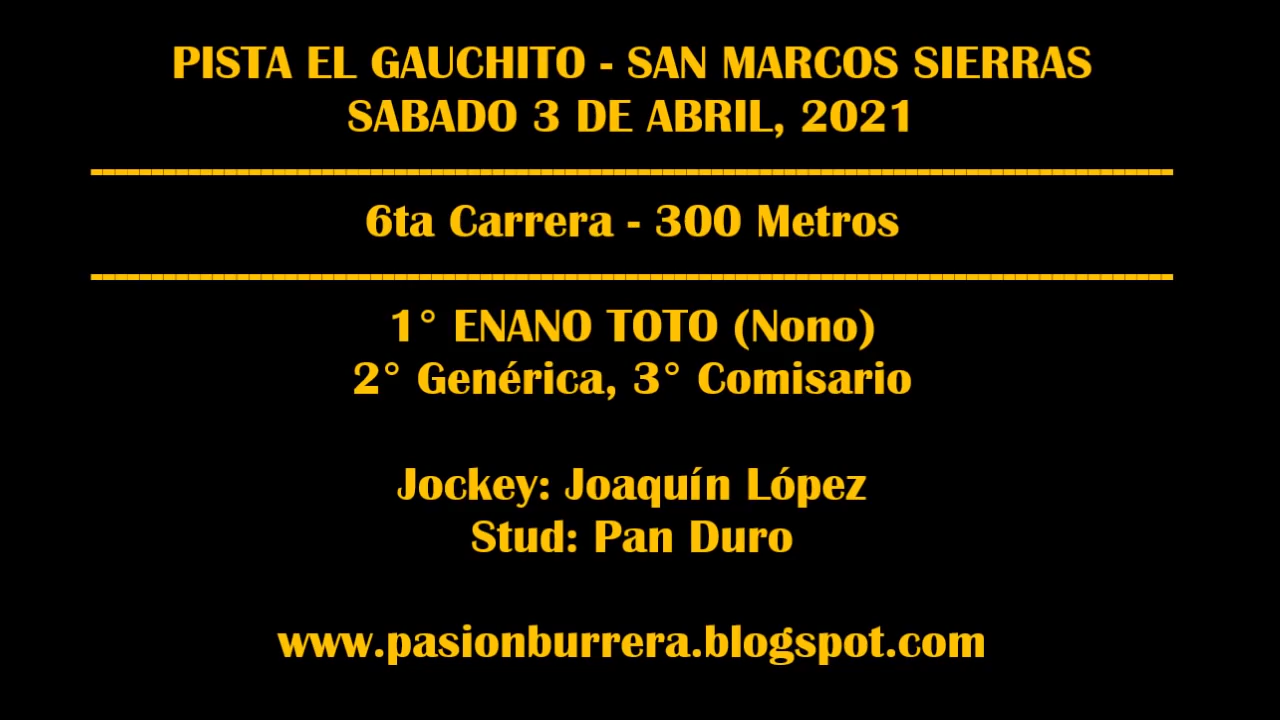 PISTA EL GAUCHITO - SAN MARCOS SIERRAS
SABADO 3 DE ABRIL, 2021
6ta Carrera - 300 Metros
1° ENANO TOTO (Nono)
2° Genérica, 3° Comisario
Jockey: Joaquín López
Stud: Pan Duro
www.pasionburrera.blogspot.com